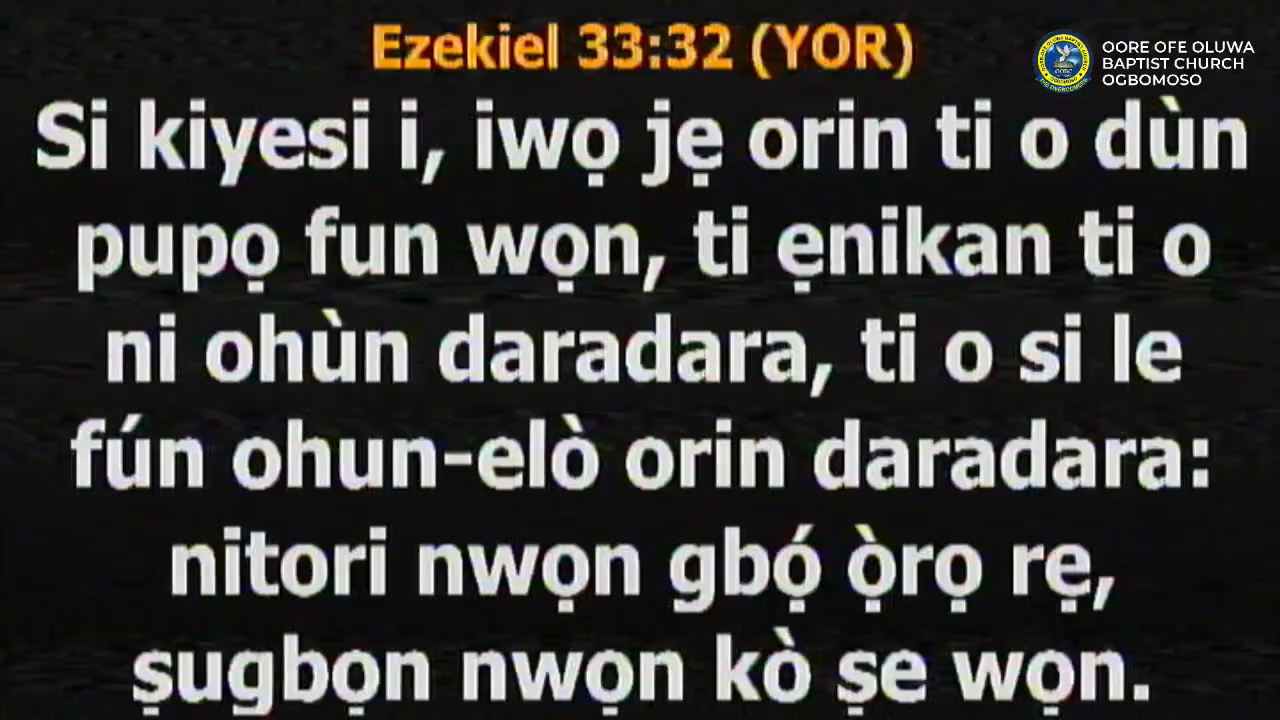 Ezekiel 33:32 (YOR)
OORE OFE OLUWA
BAPTIST CHURCH
OGBOMOSO
Si kiyesi i, iwọ jẹ orin ti o dùn
pupọ fun wọn, ti ẹnikan ti o
ni ohùn daradara, ti o si le
fún ohun-elò orin daradara:
nitori nwọn gbọ́ ọ̀rọ rẹ,
ṣugbọn nwọn kò ṣe wọn.